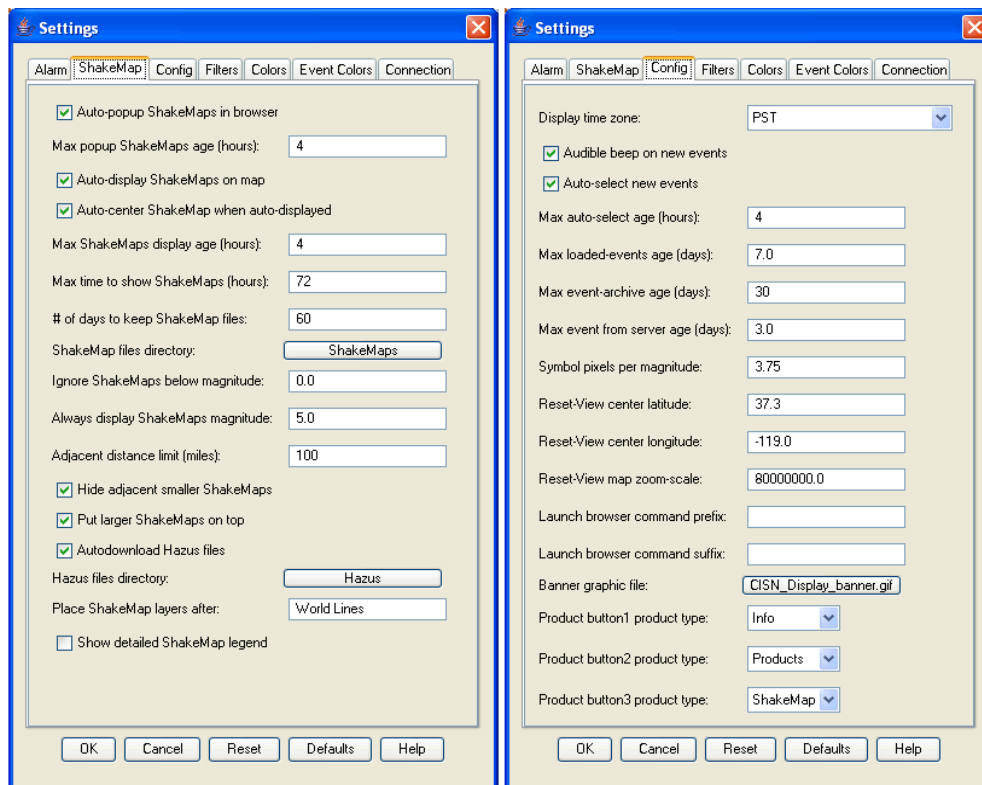 Settings
Alarm ShakeMap Config Filters Colors Event Colors Connection
Auto-popup ShakeMaps in browser
Max popup ShakeMaps age (hours): 4
Auto-display ShakeMaps on map
Auto-center ShakeMap when auto-displayed
Max ShakeMaps display age (hours): 4
Max time to show ShakeMaps (hours): 72
# of days to keep ShakeMap files: 60
ShakeMap files directory: ShakeMaps
Ignore ShakeMaps below magnitude: 0.0
Always display ShakeMaps magnitude: 5.0
Adjacent distance limit (miles): 100
Hide adjacent smaller ShakeMaps
Put larger ShakeMaps on top
Autodownload Hazus files
Hazus files directory: Hazus
Place ShakeMap layers after: World Lines
Show detailed ShakeMap legend
OK Cancel Reset Defaults Help
Settings
Alarm ShakeMap Config Filters Colors Event Colors Connection
Display time zone: PST
Audible beep on new events
Auto-select new events
Max auto-select age (hours): 4
Max loaded-events age (days): 7.0
Max event-archive age (days): 30
Max event from server age (days): 3.0
Symbol pixels per magnitude: 3.75
Reset-View center latitude: 37.3
Reset-View center longitude: -119.0
Reset-View map zoom-scale: 80000000.0
Launch browser command prefix:
Launch browser command suffix:
Banner graphic file: CISN_Display_banner.gif
Product button1 product type: Info
Product button2 product type: Products
Product button3 product type: ShakeMap
OK Cancel Reset Defaults Help